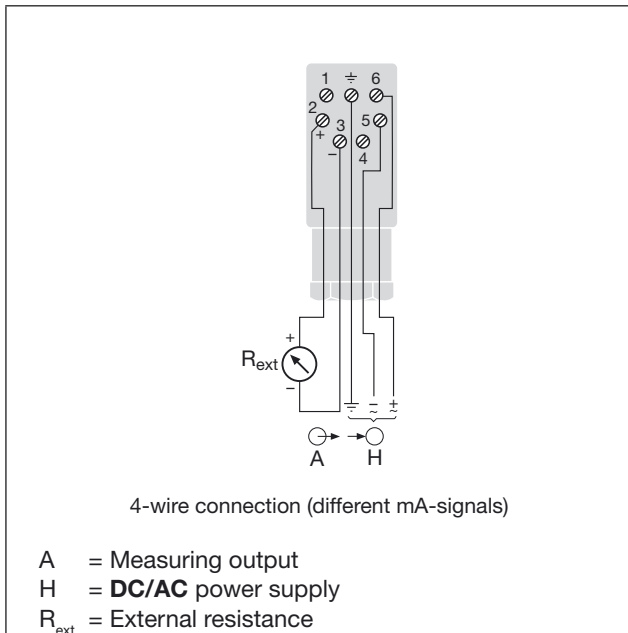 1 6
2 5
+ 3
− 4
+
R_ext
−
− +
~ ~
A H
4-wire connection (different mA-signals)
A = Measuring output
H = DC/AC power supply
R_ext = External resistance